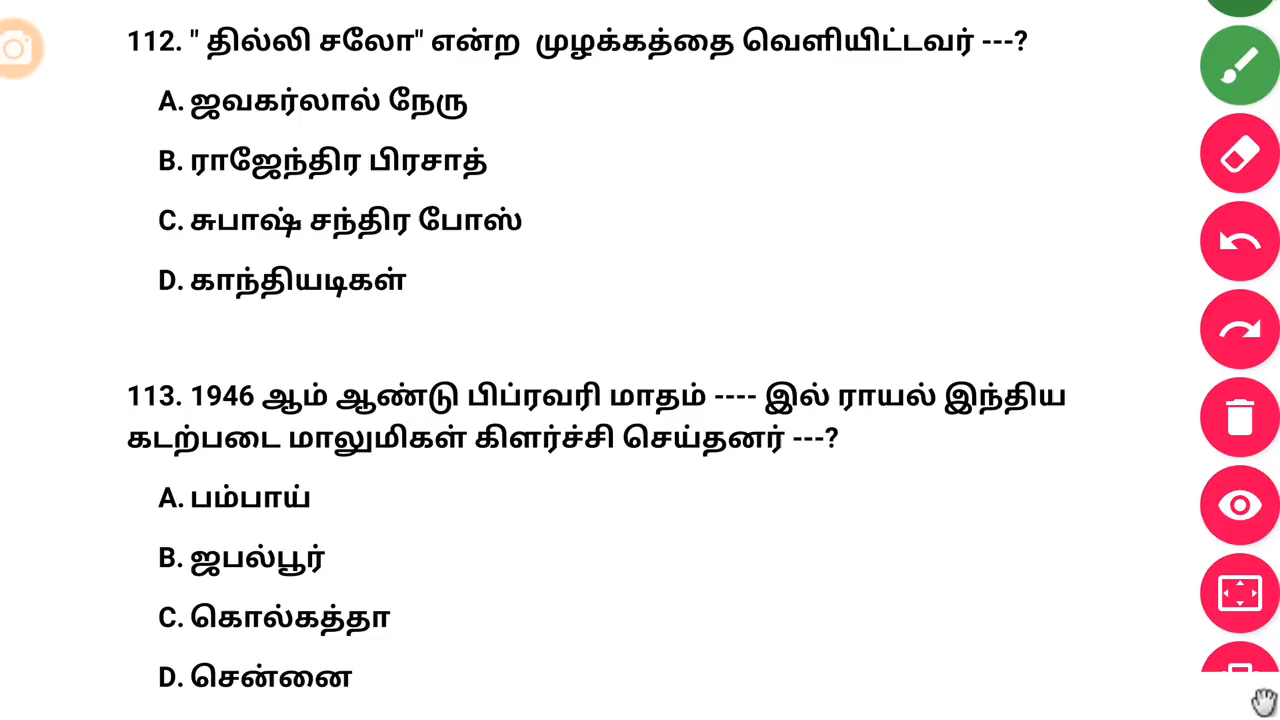 112. " தில்லி சலோ" என்ற முழக்கத்தை வெளியிட்டவர் ---?
A. ஜவகர்லால் நேரு
B. ராஜேந்திர பிரசாத்
C. சுபாஷ் சந்திர போஸ்
D. காந்தியடிகள்
113. 1946 ஆம் ஆண்டு பிப்ரவரி மாதம் ---- இல் ராயல் இந்திய
கடற்படை மாலுமிகள் கிளர்ச்சி செய்தனர் ---?
A. பம்பாய்
B. ஜபல்பூர்
C. கொல்கத்தா
D. சென்னை